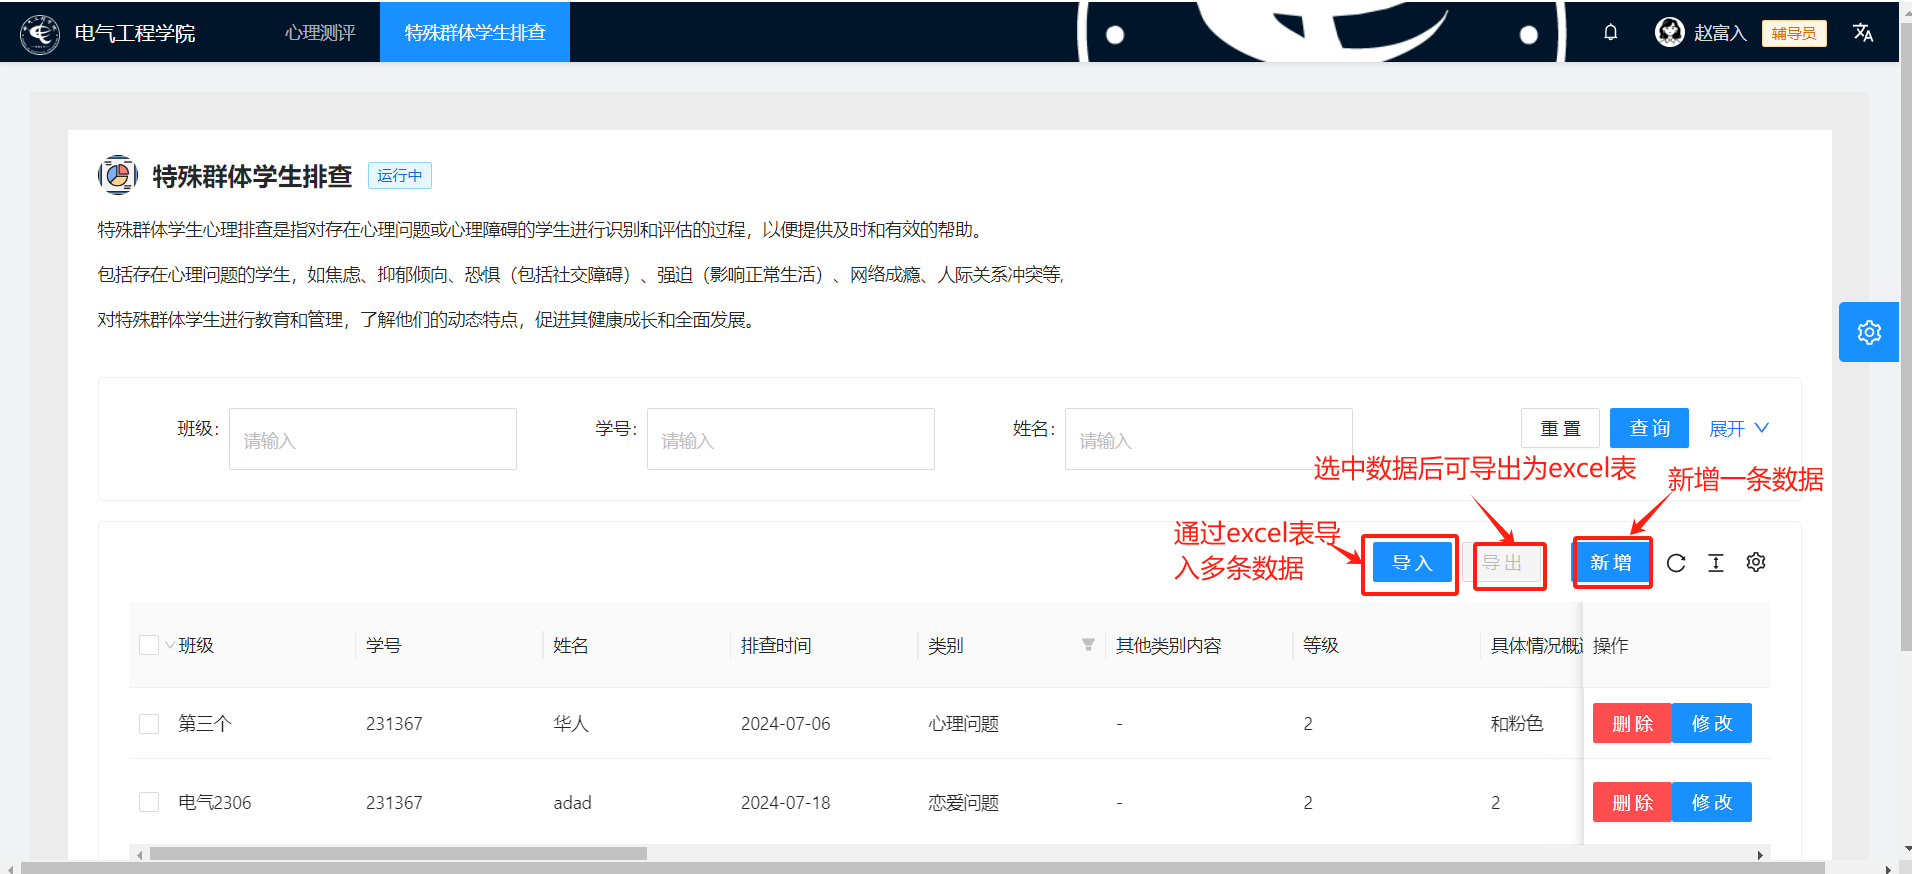 电气工程学院
心理测评
特殊群体学生排查
赵富入
辅导员
特殊群体学生排查
运行中
特殊群体学生心理排查是指对存在心理问题或心理障碍的学生进行识别和评估的过程，以便提供及时和有效的帮助。
包括存在心理问题的学生，如焦虑、抑郁倾向、恐惧（包括社交障碍）、强迫（影响正常生活）、网络成瘾、人际关系冲突等,
对特殊群体学生进行教育和管理，了解他们的动态特点，促进其健康成长和全面发展。
班级:
请输入
学号:
请输入
姓名:
请输入
重 置
查 询
展开
选中数据后可导出为excel表
新增一条数据
通过excel表导
入多条数据
导 入
导 出
新 增
班级
学号
姓名
排查时间
类别
其他类别内容
等级
具体情况概
操作
第三个
231367
华人
2024-07-06
心理问题
-
2
和粉色
删 除
修 改
电气2306
231367
adad
2024-07-18
恋爱问题
-
2
2
删 除
修 改